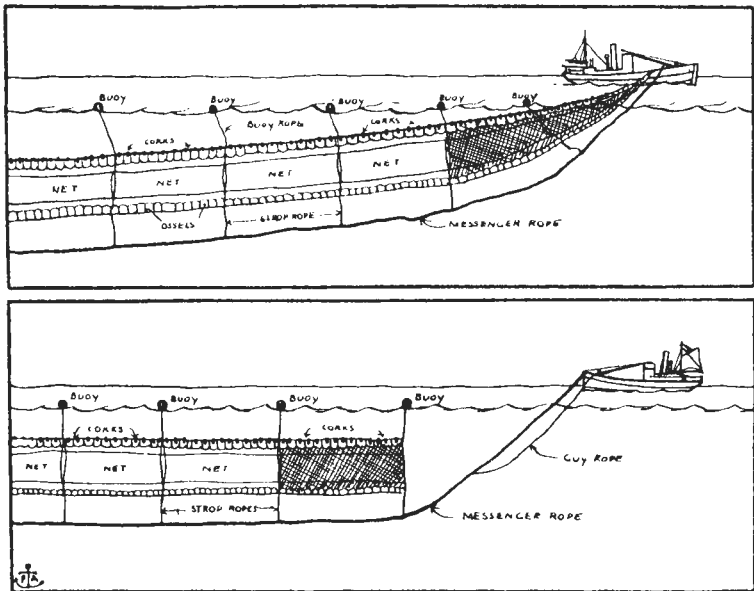 BUOY BUOY BUOY BUOY BUOY
BUOY ROPE
CORKS CORKS
NET NET NET NET
OSSELS STROP ROPE
MESSENGER ROPE
BUOY BUOY BUOY BUOY
CORKS CORKS
NET NET NET
GUY ROPE
STROP ROPES
MESSENGER ROPE